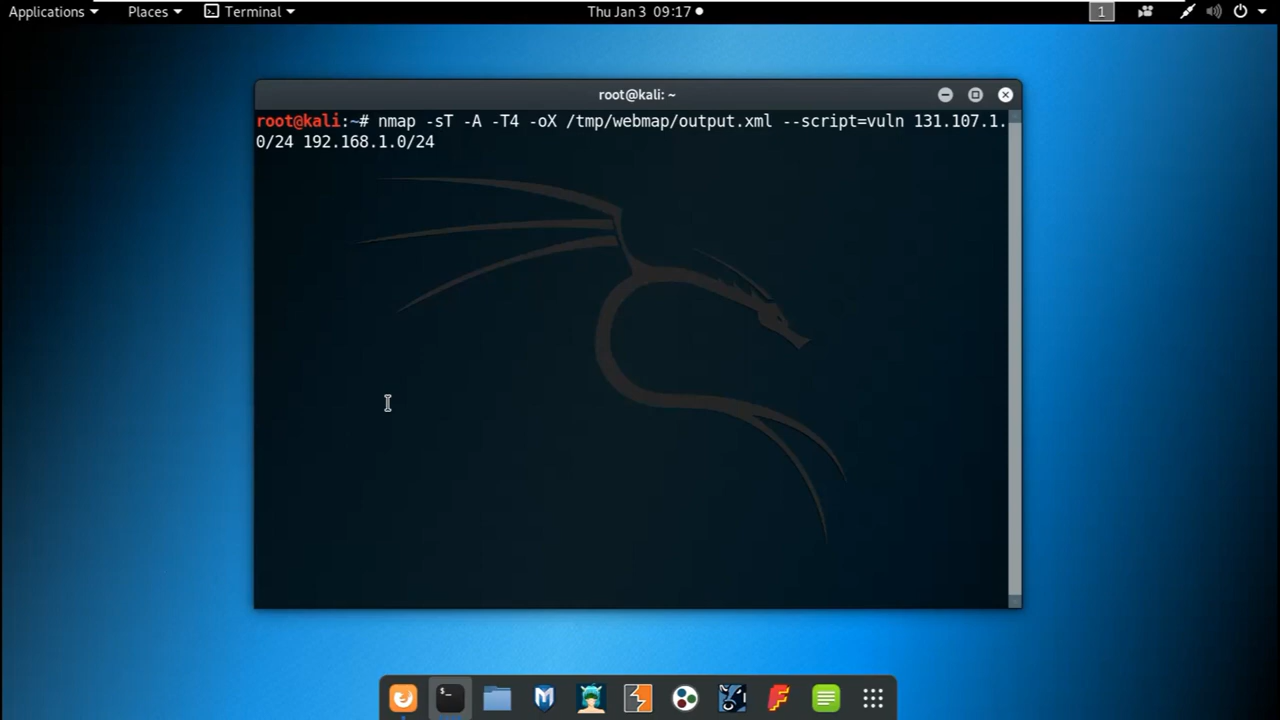 Applications Places Terminal Thu Jan 3 09:17 1
root@kali: ~
root@kali:~# nmap -sT -A -T4 -oX /tmp/webmap/output.xml --script=vuln 131.107.1.
0/24 192.168.1.0/24
$_